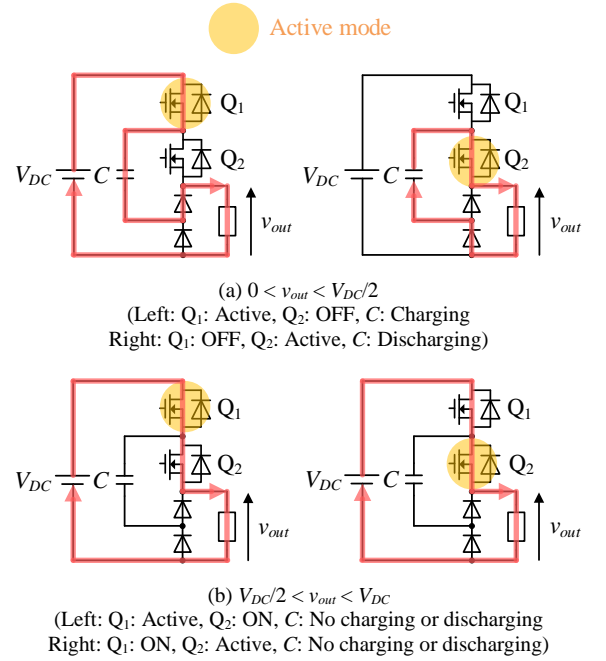 Active mode
Q1
Q2
VDC
C
vout
Q1
Q2
VDC
C
vout
(a) 0 < vout < VDC/2
(Left: Q1: Active, Q2: OFF, C: Charging
Right: Q1: OFF, Q2: Active, C: Discharging)
Q1
Q2
VDC
C
vout
Q1
Q2
VDC
C
vout
(b) VDC/2 < vout < VDC
(Left: Q1: Active, Q2: ON, C: No charging or discharging
Right: Q1: ON, Q2: Active, C: No charging or discharging)